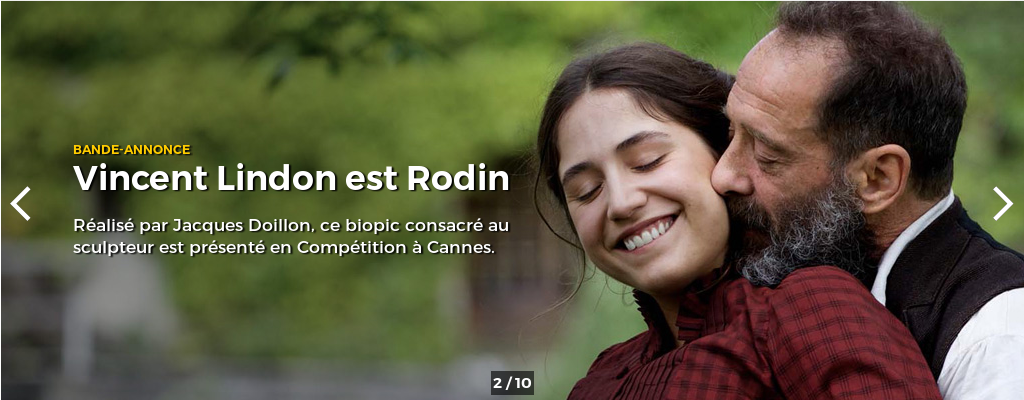 BANDE-ANNONCE
Vincent Lindon est Rodin
Réalisé par Jacques Doillon, ce biopic consacré au
sculpteur est présenté en Compétition à Cannes.
2 / 10